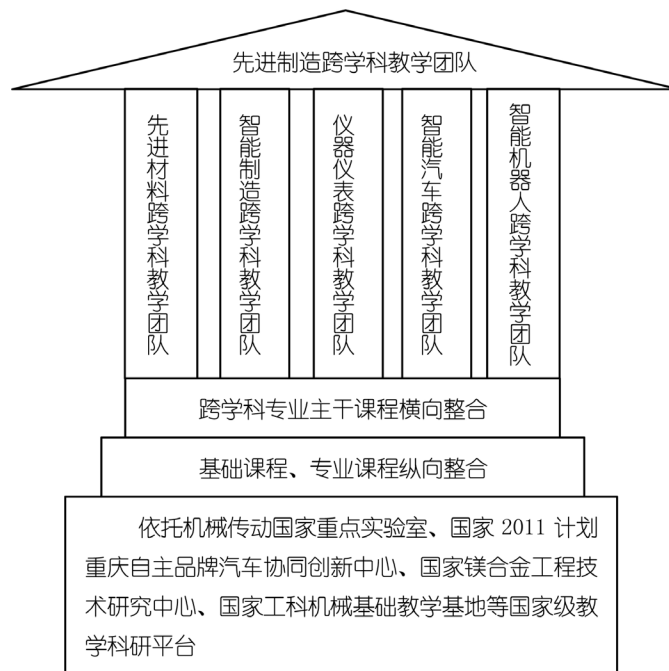 先进制造跨学科教学团队
先进材料跨学科教学团队
智能制造跨学科教学团队
仪器仪表跨学科教学团队
智能汽车跨学科教学团队
智能机器人跨学科教学团队
跨学科专业主干课程横向整合
基础课程、专业课程纵向整合
依托机械传动国家重点实验室、国家 2011 计划
重庆自主品牌汽车协同创新中心、国家镁合金工程技
术研究中心、国家工科机械基础教学基地等国家级教
学科研平台